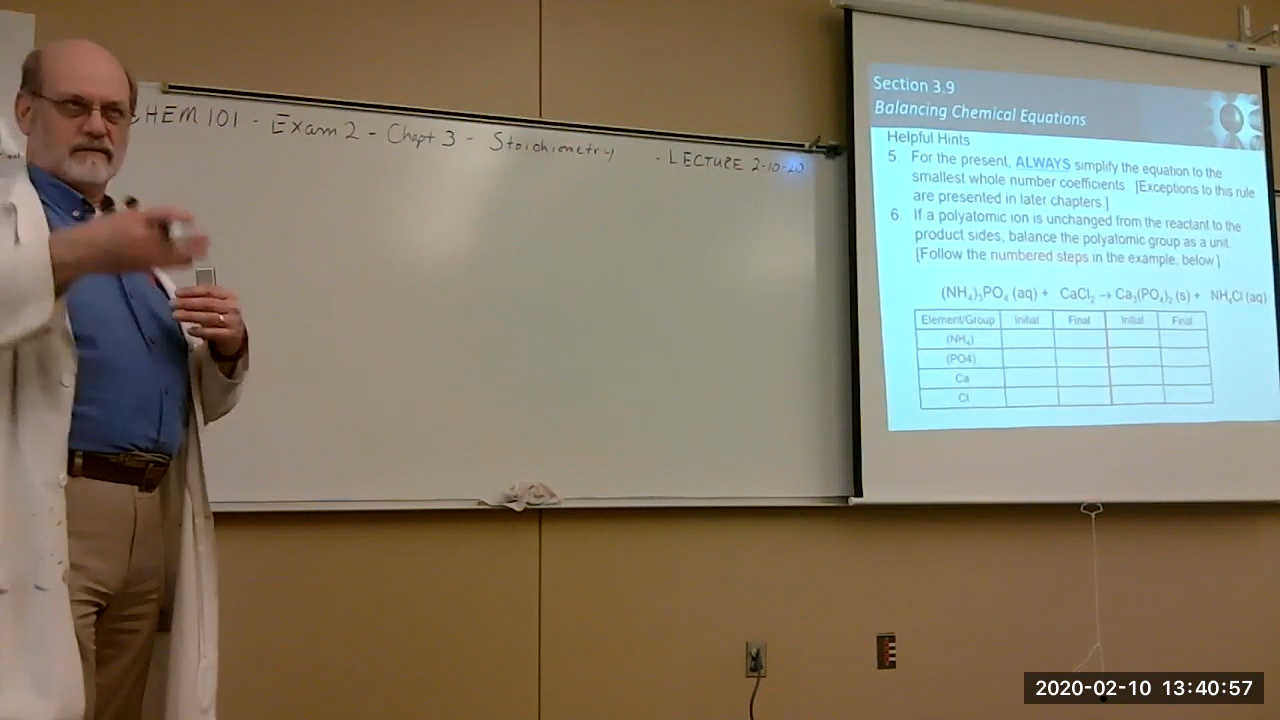 CHEM 101 - Exam 2 - Chapt 3 - Stoichiometry - LECTURE 2-10-20
Section 3.9
Balancing Chemical Equations
Helpful Hints
5. For the present, ALWAYS simplify the equation to the
smallest whole number coefficients. [Exceptions to this rule
are presented in later chapters.]
6. If a polyatomic ion is unchanged from the reactant to the
product sides, balance the polyatomic group as a unit.
[Follow the numbered steps in the example, below.]
(NH₄)₃PO₄ (aq) + CaCl₂ → Ca₃(PO₄)₂ (s) + NH₄Cl (aq)
Element/Group Initial Final Initial Final
(NH₄)
(PO4)
Ca
Cl
2020-02-10 13:40:57